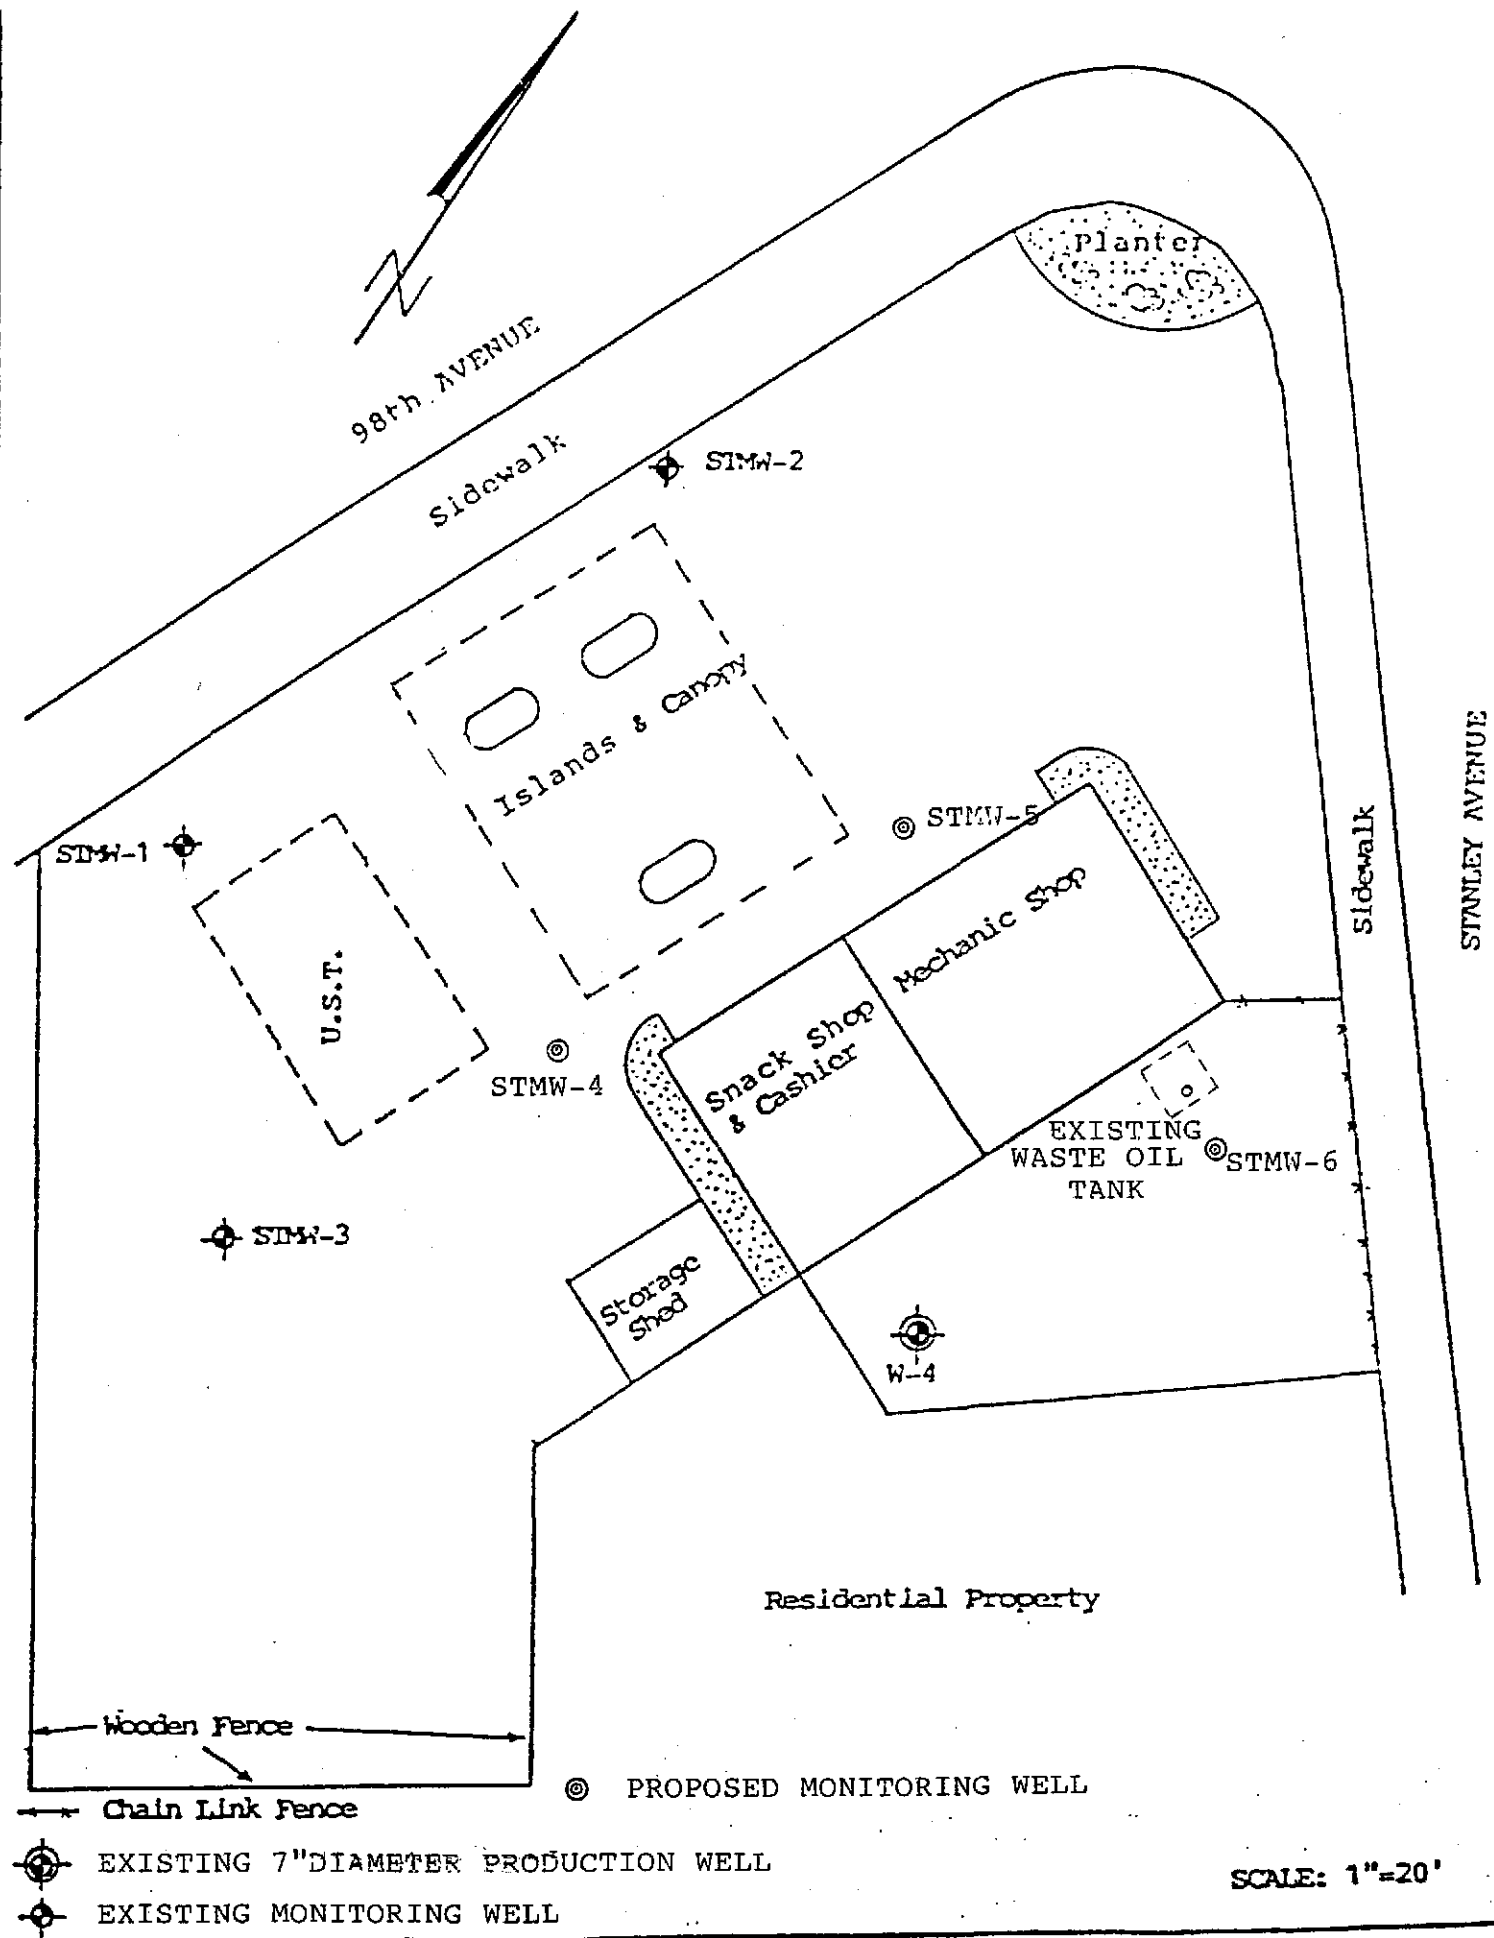 N
98th AVENUE
Sidewalk
Planter
STMW-2
Islands & Canopy
STMW-1
U.S.T.
STMW-5
Mechanic Shop
Snack Shop
& Cashier
STMW-4
Sidewalk
STANLEY AVENUE
EXISTING
WASTE OIL
TANK
STMW-6
STMW-3
Storage
Shed
W-4
Residential Property
Wooden Fence
PROPOSED MONITORING WELL
Chain Link Fence
EXISTING 7"DIAMETER PRODUCTION WELL
SCALE: 1"=20'
EXISTING MONITORING WELL